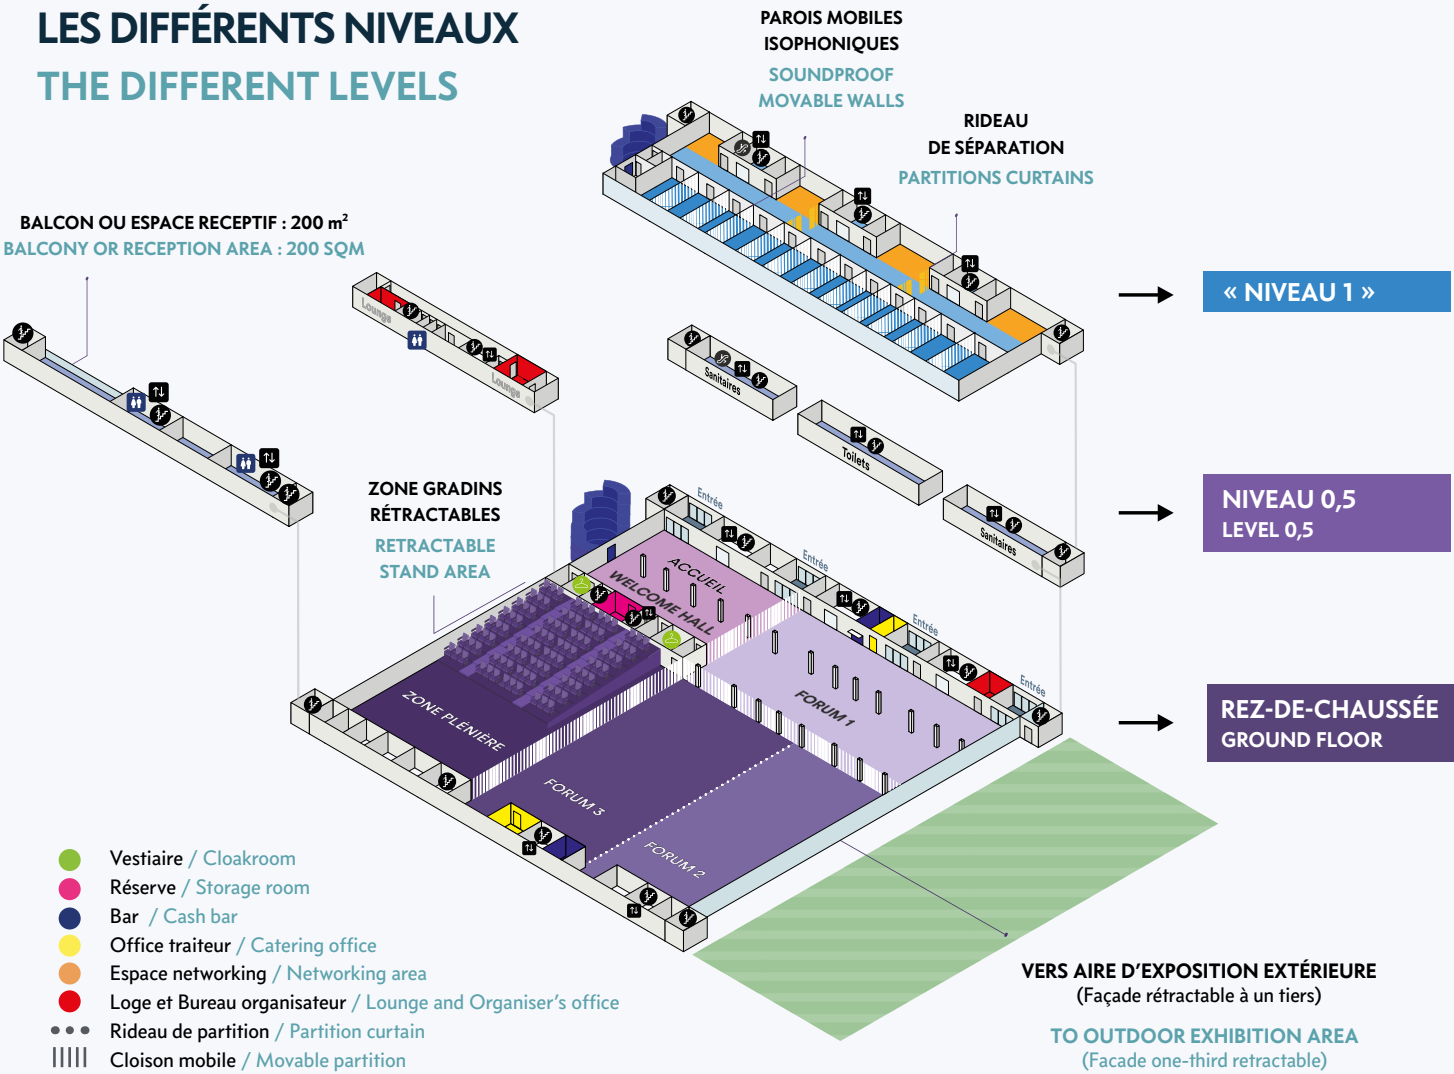 LES DIFFÉRENTS NIVEAUX
THE DIFFERENT LEVELS
PAROIS MOBILES
ISOPHONIQUES
SOUNDPROOF
MOVABLE WALLS
RIDEAU
DE SÉPARATION
PARTITIONS CURTAINS
BALCON OU ESPACE RECEPTIF : 200 m²
BALCONY OR RECEPTION AREA : 200 SQM
« NIVEAU 1 »
Lounge
Lounge
Sanitaires
Toilets
Sanitaires
NIVEAU 0,5
LEVEL 0,5
ZONE GRADINS
RÉTRACTABLES
RETRACTABLE
STAND AREA
Entrée
Entrée
Entrée
Entrée
ACCUEIL
WELCOME HALL
FORUM 1
ZONE PLÉNIÈRE
FORUM 3
FORUM 2
REZ-DE-CHAUSSÉE
GROUND FLOOR
Vestiaire / Cloakroom
Réserve / Storage room
Bar / Cash bar
Office traiteur / Catering office
Espace networking / Networking area
Loge et Bureau organisateur / Lounge and Organiser's office
Rideau de partition / Partition curtain
Cloison mobile / Movable partition
VERS AIRE D'EXPOSITION EXTÉRIEURE
(Façade rétractable à un tiers)
TO OUTDOOR EXHIBITION AREA
(Facade one-third retractable)